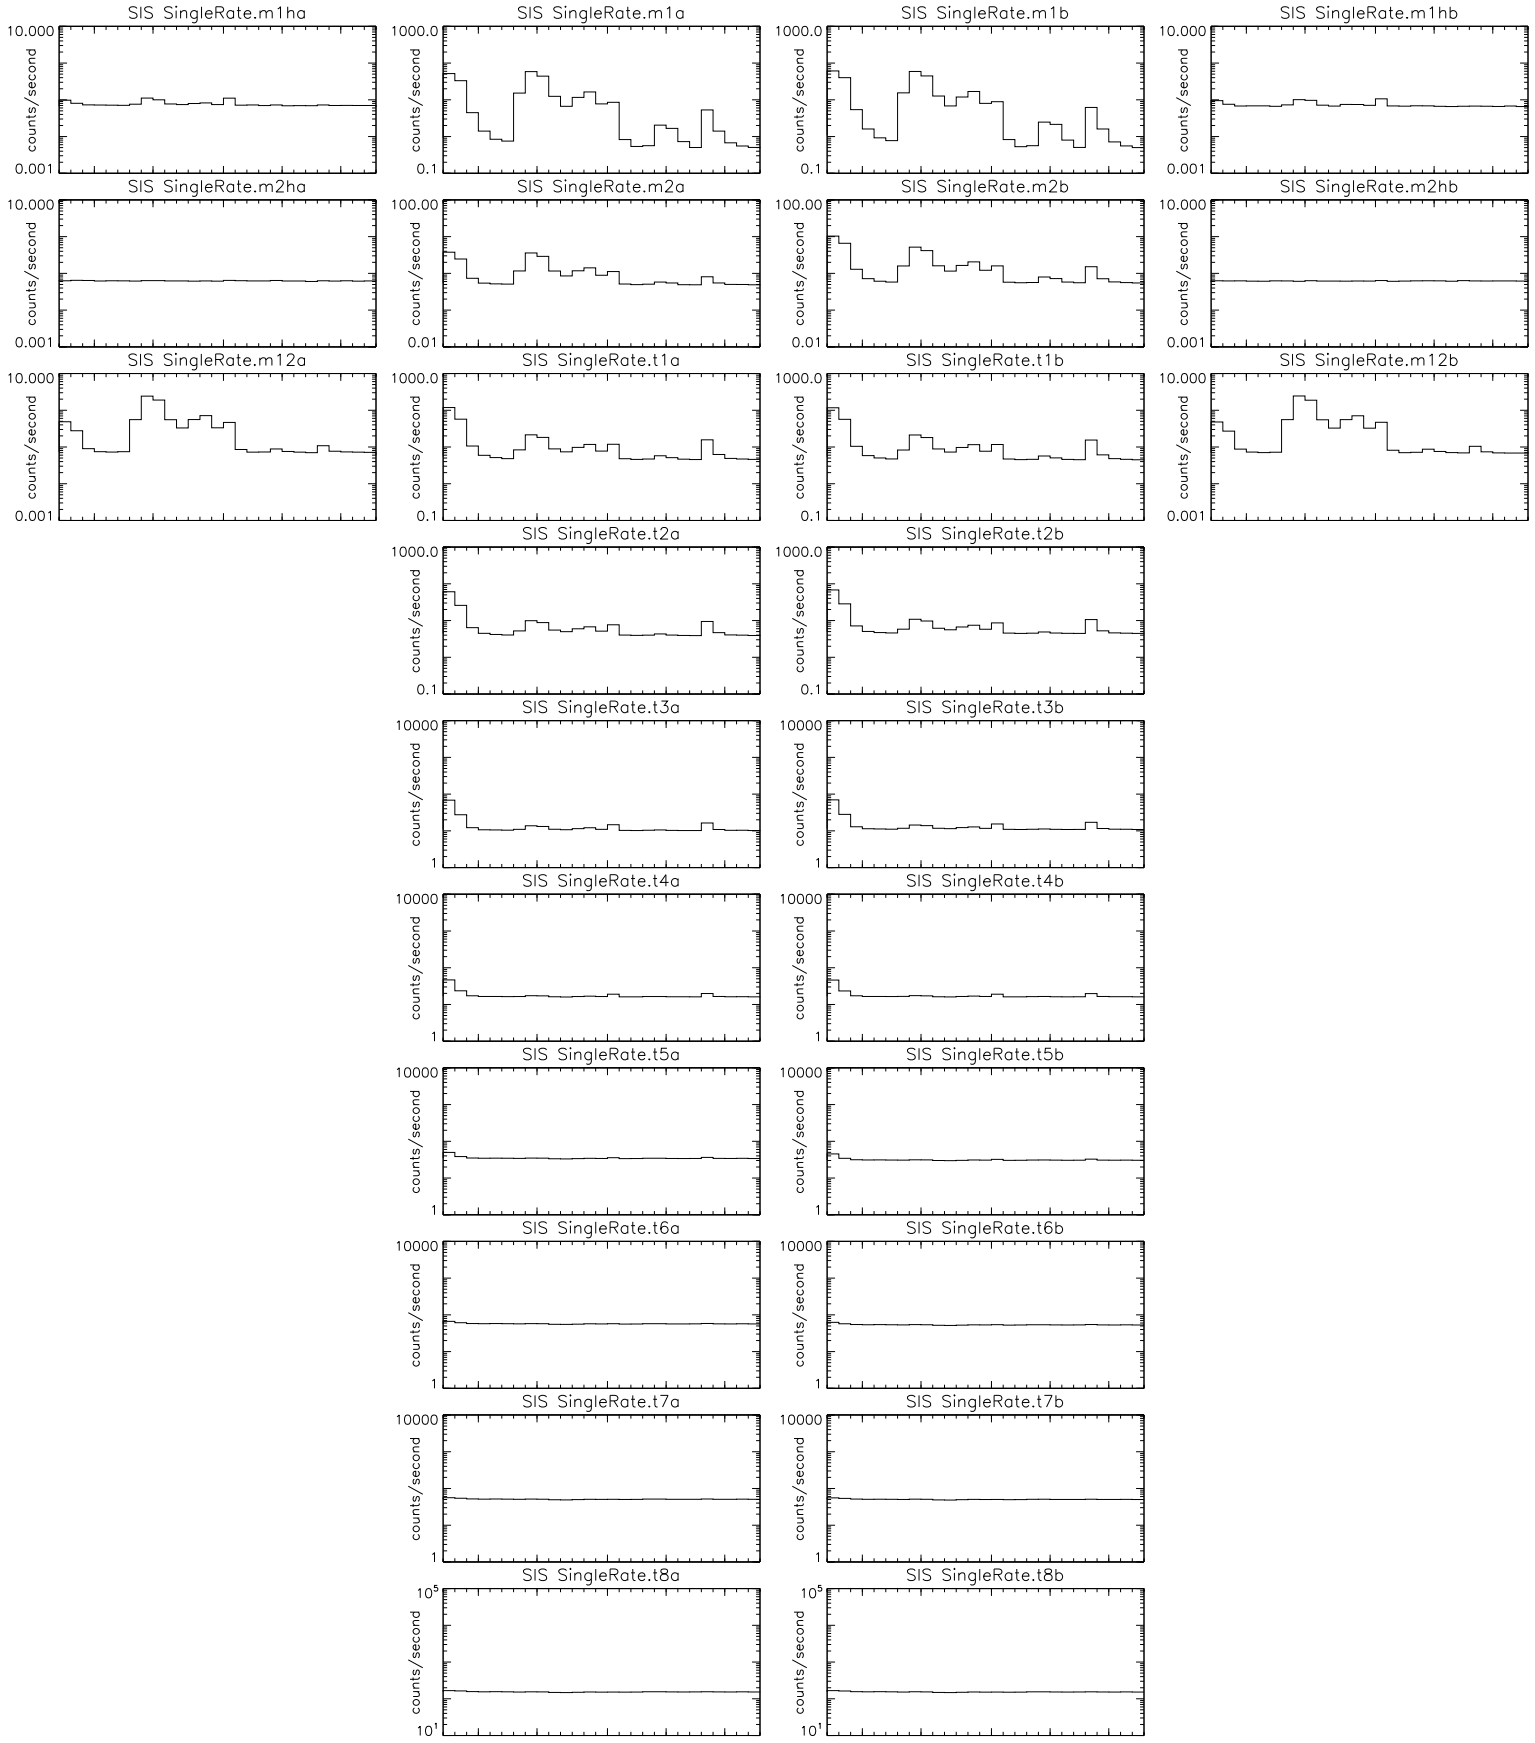 SIS SingleRate.m1ha
10.000
counts/second
0.001
SIS SingleRate.m1a
1000.0
counts/second
0.1
SIS SingleRate.m1b
1000.0
counts/second
0.1
SIS SingleRate.m1hb
10.000
counts/second
0.001
SIS SingleRate.m2ha
10.000
counts/second
0.001
SIS SingleRate.m2a
100.00
counts/second
0.01
SIS SingleRate.m2b
100.00
counts/second
0.01
SIS SingleRate.m2hb
10.000
counts/second
0.001
SIS SingleRate.m12a
10.000
counts/second
0.001
SIS SingleRate.t1a
1000.0
counts/second
0.1
SIS SingleRate.t1b
1000.0
counts/second
0.1
SIS SingleRate.m12b
10.000
counts/second
0.001
SIS SingleRate.t2a
1000.0
counts/second
0.1
SIS SingleRate.t2b
1000.0
counts/second
0.1
SIS SingleRate.t3a
10000
counts/second
1
SIS SingleRate.t3b
10000
counts/second
1
SIS SingleRate.t4a
10000
counts/second
1
SIS SingleRate.t4b
10000
counts/second
1
SIS SingleRate.t5a
10000
counts/second
1
SIS SingleRate.t5b
10000
counts/second
1
SIS SingleRate.t6a
10000
counts/second
1
SIS SingleRate.t6b
10000
counts/second
1
SIS SingleRate.t7a
10000
counts/second
1
SIS SingleRate.t7b
10000
counts/second
1
SIS SingleRate.t8a
10⁵
counts/second
10¹
SIS SingleRate.t8b
10⁵
counts/second
10¹